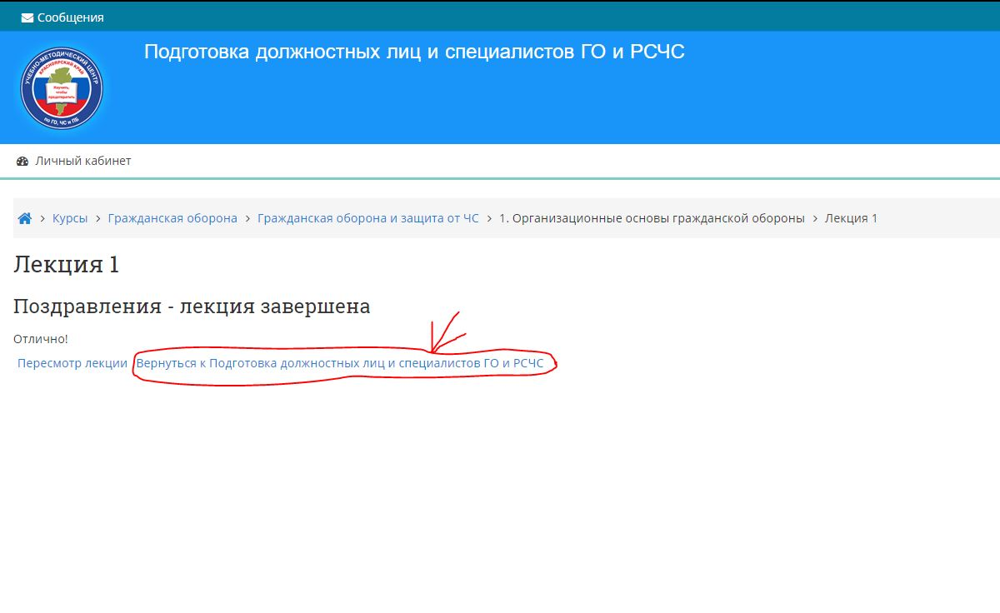 Сообщения
Подготовка должностных лиц и специалистов ГО и РСЧС
УЧЕБНО-МЕТОДИЧЕСКИЙ ЦЕНТР
КРАСНОЯРСКИЙ КРАЙ
Научить,
чтобы
предотвратить
по ГО, ЧС и ПБ
Личный кабинет
Курсы > Гражданская оборона > Гражданская оборона и защита от ЧС > 1. Организационные основы гражданской обороны > Лекция 1
Лекция 1
Поздравления - лекция завершена
Отлично!
Пересмотр лекции Вернуться к Подготовка должностных лиц и специалистов ГО и РСЧС